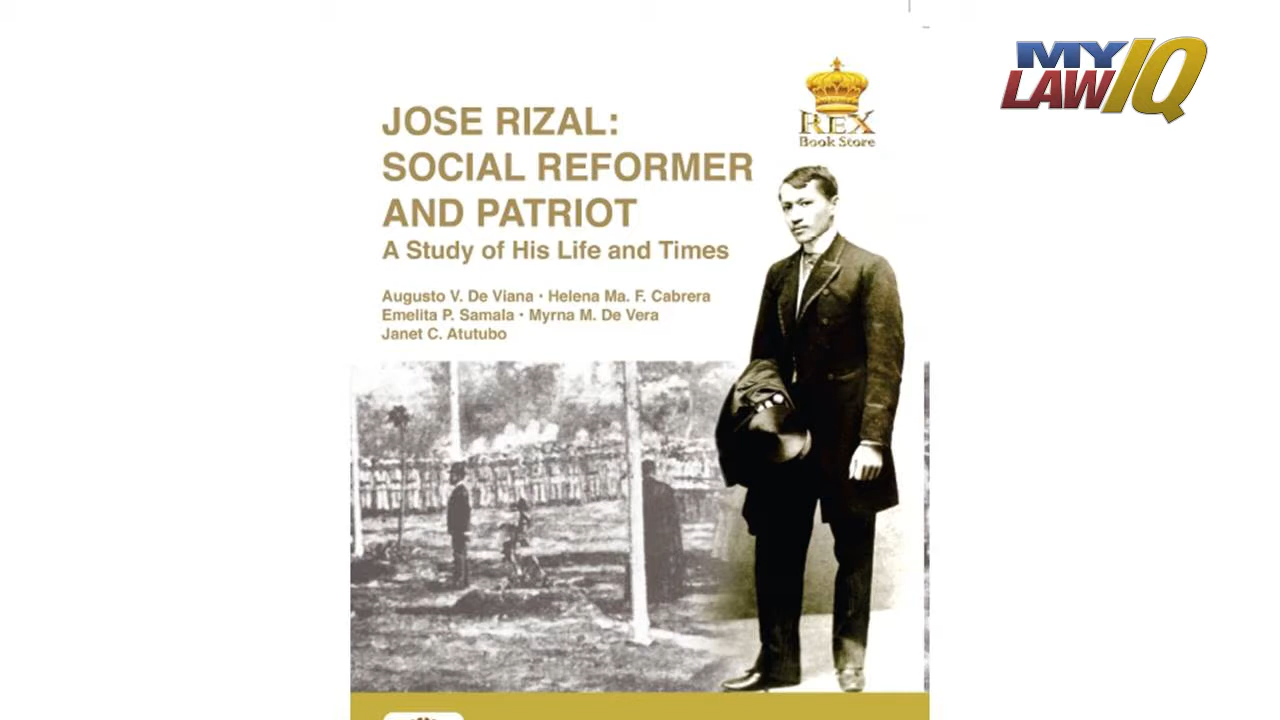 MY
LAW IQ
REX
Book Store
JOSE RIZAL:
SOCIAL REFORMER
AND PATRIOT
A Study of His Life and Times
Augusto V. De Viana • Helena Ma. F. Cabrera
Emelita P. Samala • Myrna M. De Vera
Janet C. Atutubo